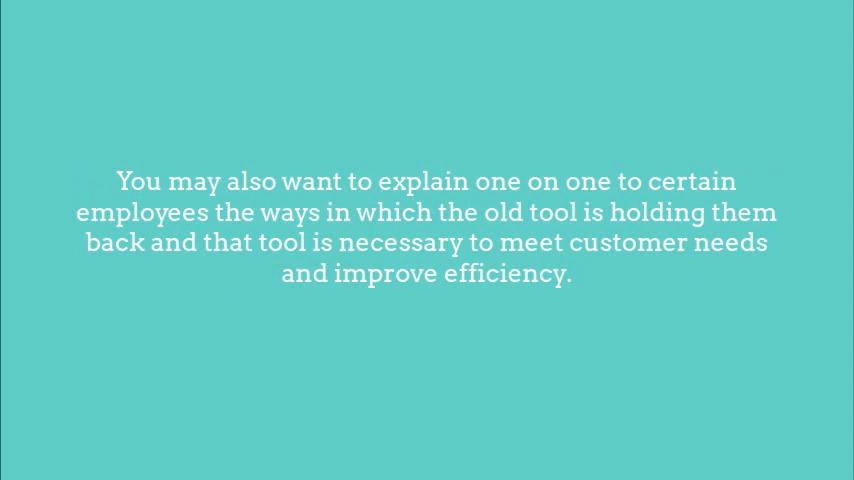 You may also want to explain one on one to certain
employees the ways in which the old tool is holding them
back and that tool is necessary to meet customer needs
and improve efficiency.